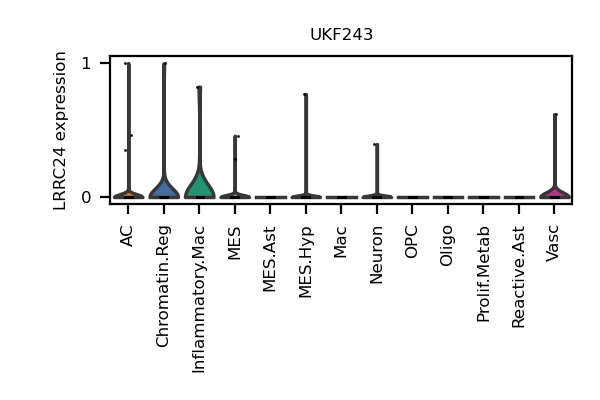 UKF243
LRRC24 expression
1
0
AC
Chromatin.Reg
Inflammatory.Mac
MES
MES.Ast
MES.Hyp
Mac
Neuron
OPC
Oligo
Prolif.Metab
Reactive.Ast
Vasc